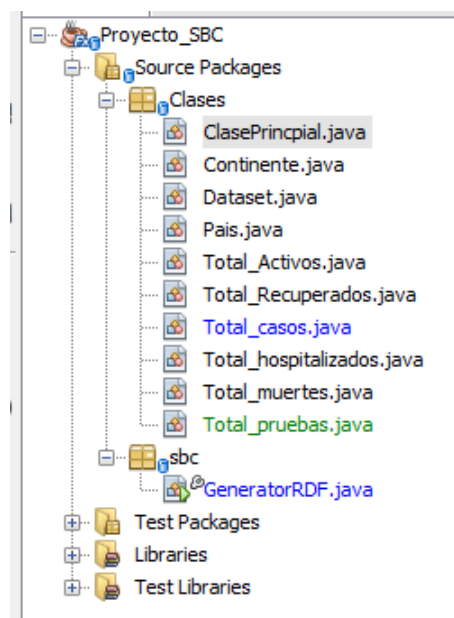 Proyecto_SBC
Source Packages
Clases
ClasePrincpial.java
Continente.java
Dataset.java
Pais.java
Total_Activos.java
Total_Recuperados.java
Total_casos.java
Total_hospitalizados.java
Total_muertes.java
Total_pruebas.java
sbc
GeneratorRDF.java
Test Packages
Libraries
Test Libraries